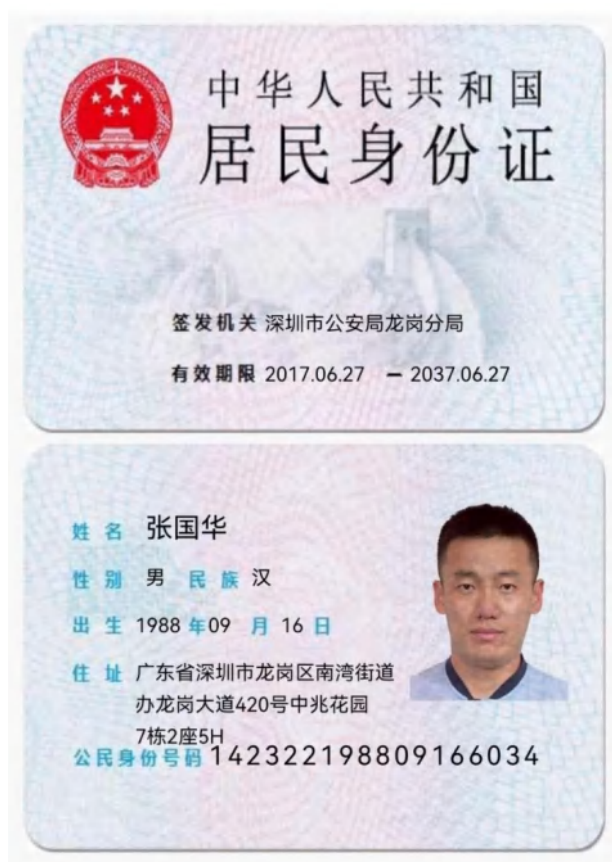 中华人民共和国
居民身份证
签发机关 深圳市公安局龙岗分局
有效期限 2017.06.27 - 2037.06.27
姓名 张国华
性别 男 民族 汉
出生 1988 年09 月 16 日
住址 广东省深圳市龙岗区南湾街道
办龙岗大道420号中兆花园
7栋2座5H
公民身份号码 142322198809166034